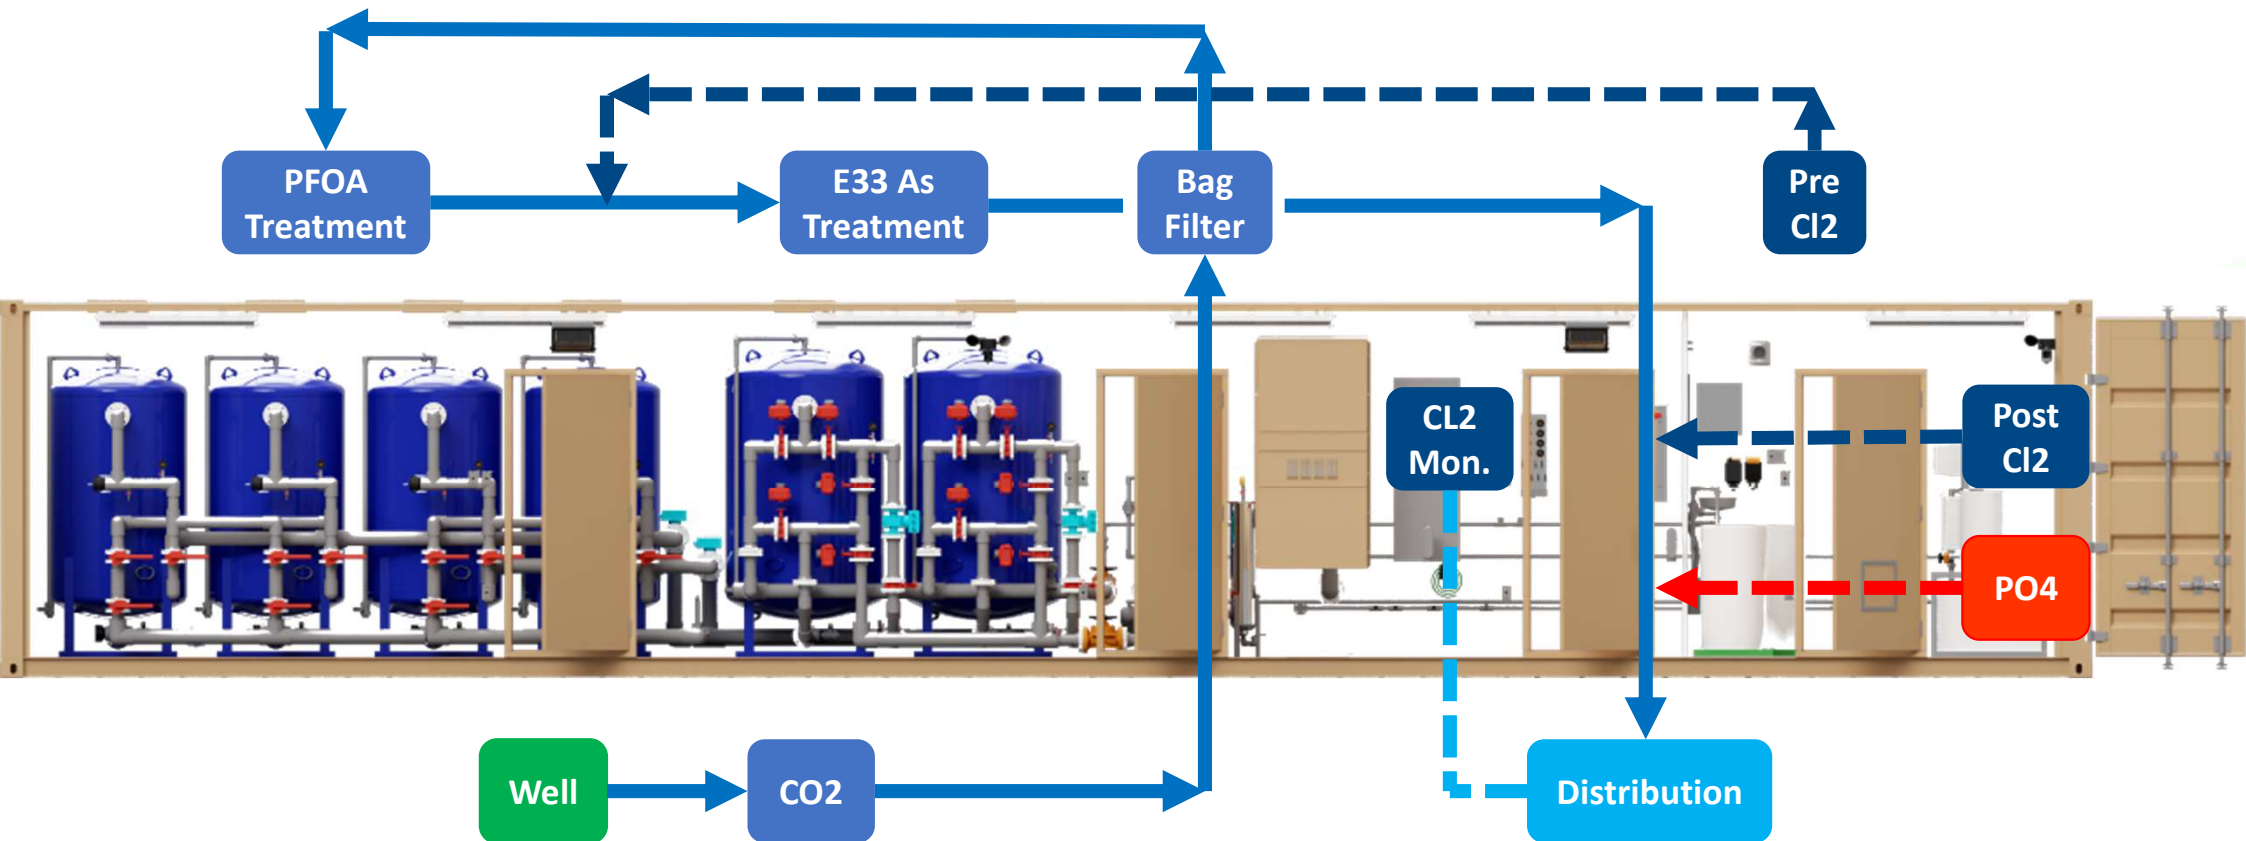 PFOA
Treatment
E33 As
Treatment
Bag
Filter
Pre
Cl2
CL2
Mon.
Post
Cl2
PO4
Well
CO2
Distribution